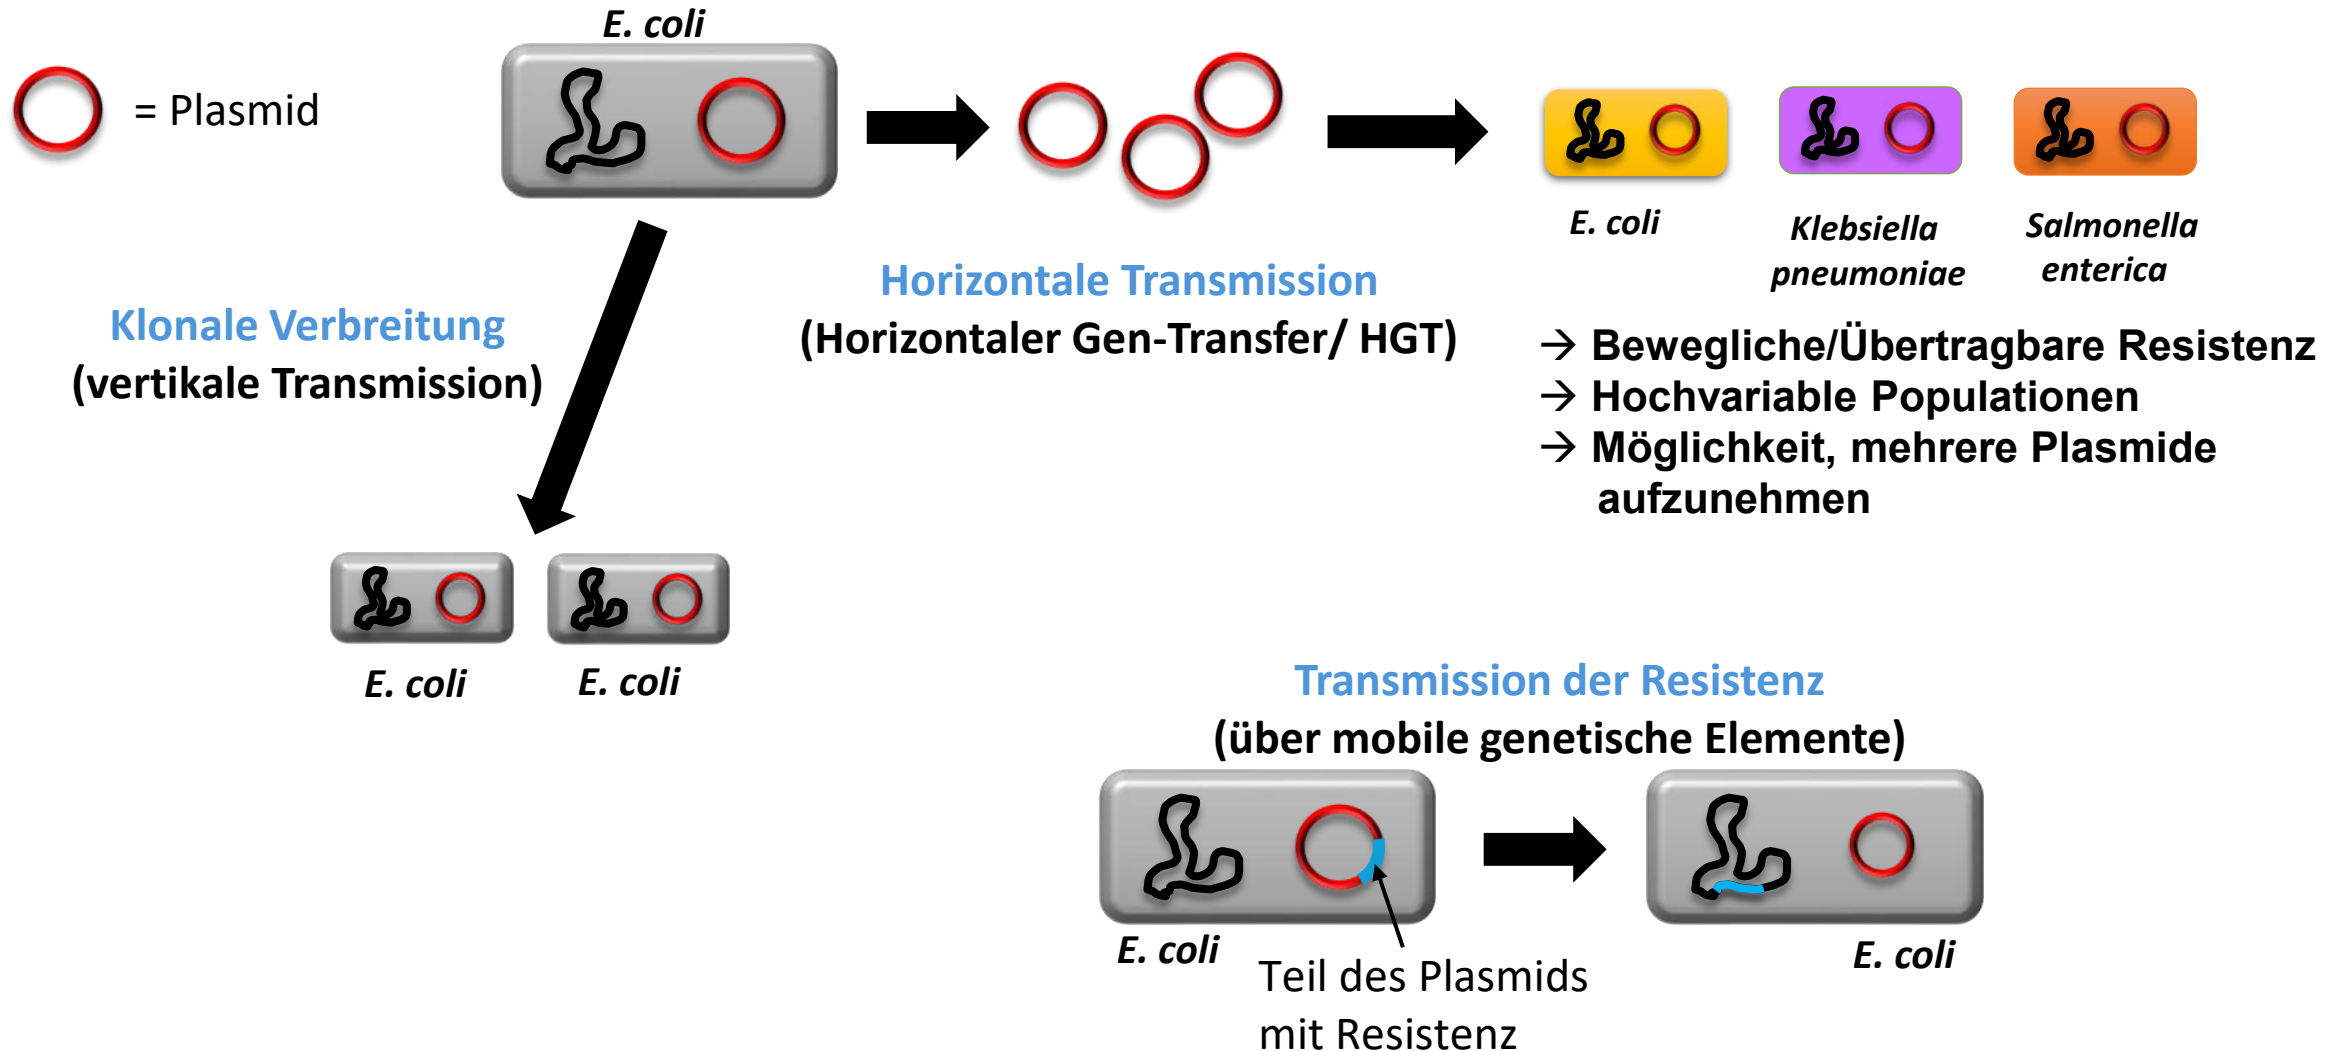 E. coli
= Plasmid
E. coli
Klebsiella
pneumoniae
Salmonella
enterica
Horizontale Transmission
(Horizontaler Gen-Transfer/ HGT)
Klonale Verbreitung
(vertikale Transmission)
→ Bewegliche/Übertragbare Resistenz
→ Hochvariable Populationen
→ Möglichkeit, mehrere Plasmide
aufzunehmen
E. coli
E. coli
Transmission der Resistenz
(über mobile genetische Elemente)
E. coli
Teil des Plasmids
mit Resistenz
E. coli